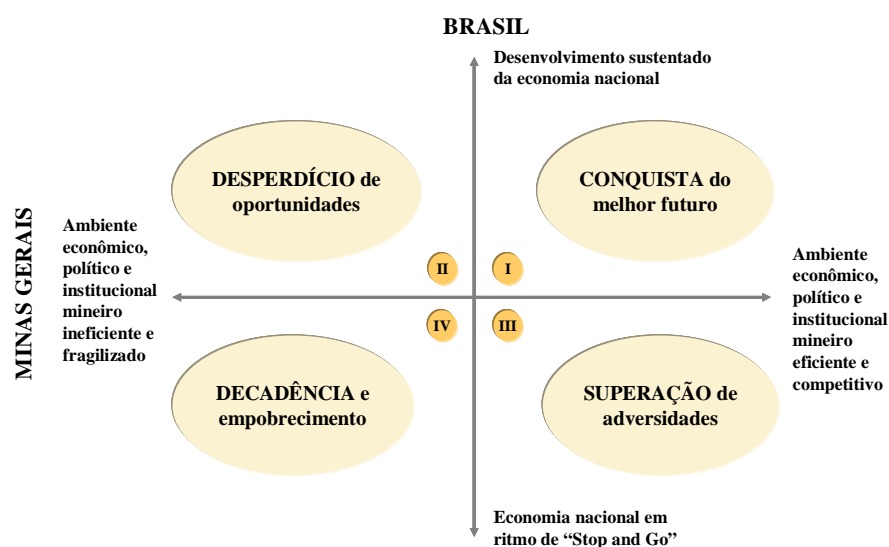 BRASIL
Desenvolvimento sustentado
da economia nacional
DESPERDÍCIO de
oportunidades
CONQUISTA do
melhor futuro
MINAS GERAIS
Ambiente
econômico,
político e
institucional
mineiro
ineficiente e
fragilizado
II
I
Ambiente
econômico,
político e
institucional
mineiro
eficiente e
competitivo
IV
III
DECADÊNCIA e
empobrecimento
SUPERAÇÃO de
adversidades
Economia nacional em
ritmo de “Stop and Go”